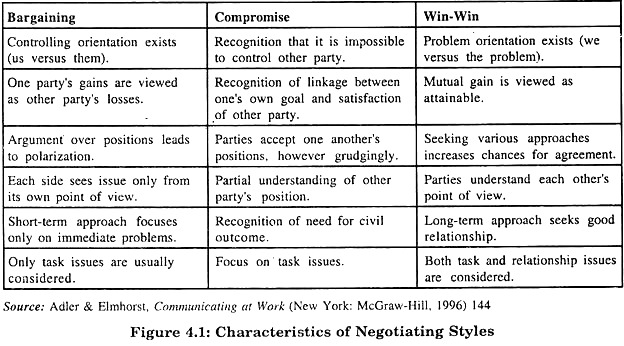 Bargaining
Compromise
Win-Win
Controlling orientation exists
(us versus them).
Recognition that it is impossible
to control other party.
Problem orientation exists (we
versus the problem).
One party's gains are viewed
as other party's losses.
Recognition of linkage between
one's own goal and satisfaction
of other party.
Mutual gain is viewed as
attainable.
Argument over positions leads
to polarization.
Parties accept one another's
positions, however grudgingly.
Seeking various approaches
increases chances for agreement.
Each side sees issue only from
its own point of view.
Partial understanding of other
party's position.
Parties understand each other's
point of view.
Short-term approach focuses
only on immediate problems.
Recognition of need for civil
outcome.
Long-term approach seeks good
relationship.
Only task issues are usually
considered.
Focus on task issues.
Both task and relationship issues
are considered.
Source: Adler & Elmhorst, Communicating at Work (New York: McGraw-Hill, 1996) 144
Figure 4.1: Characteristics of Negotiating Styles